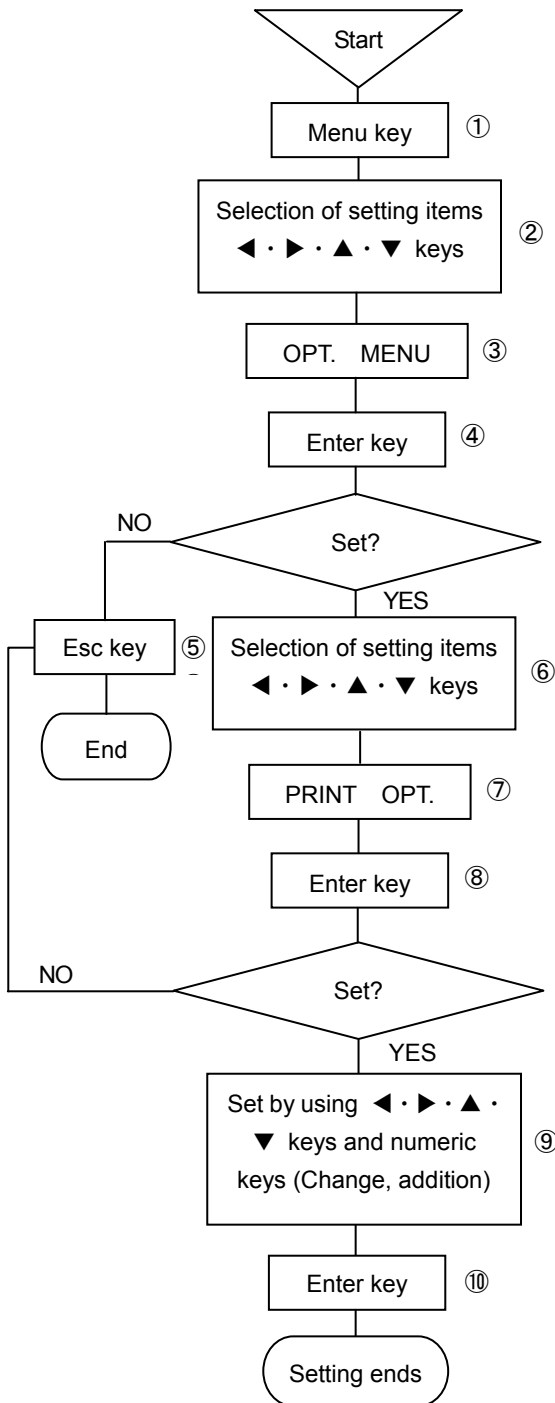 Start
Menu key ①
Selection of setting items
◀・▶・▲・▼ keys
②
OPT. MENU ③
Enter key ④
NO
Set?
YES
Esc key ⑤
Selection of setting items
◀・▶・▲・▼ keys
⑥
End
PRINT OPT. ⑦
Enter key ⑧
NO
Set?
YES
Set by using ◀・▶・▲・
▼ keys and numeric
keys (Change, addition)
⑨
Enter key ⑩
Setting ends